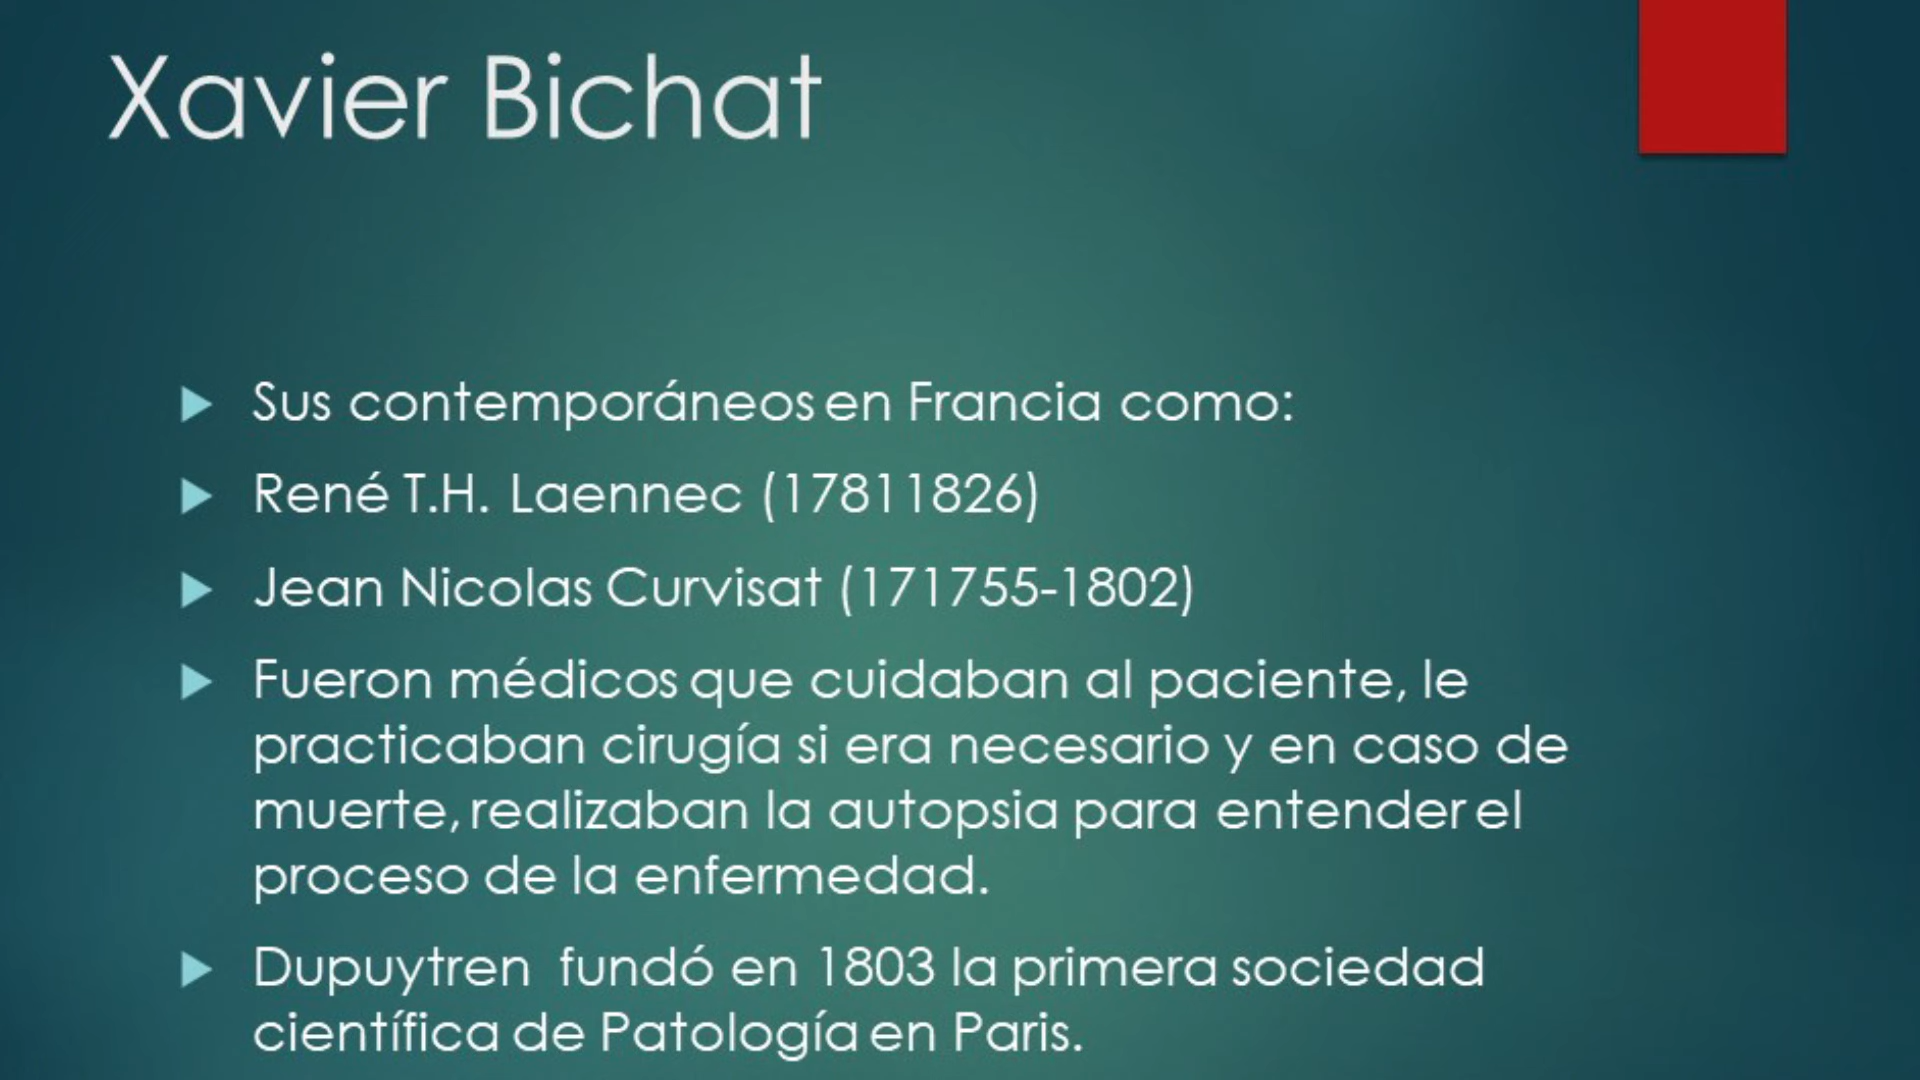 Xavier Bichat
Sus contemporáneos en Francia como:
René T.H. Laennec (17811826)
Jean Nicolas Curvisat (171755-1802)
Fueron médicos que cuidaban al paciente, le
practicaban cirugía si era necesario y en caso de
muerte, realizaban la autopsia para entender el
proceso de la enfermedad.
Dupuytren fundó en 1803 la primera sociedad
científica de Patología en Paris.